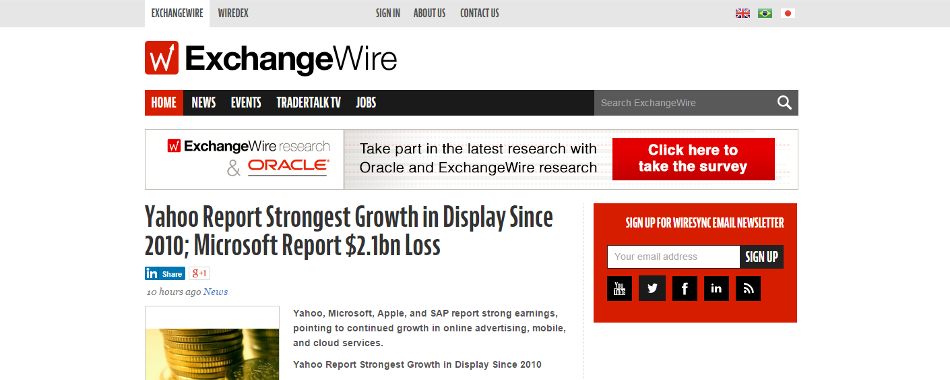 EXCHANGEWIRE WIREDEX SIGN IN ABOUT US CONTACT US
W ExchangeWire
HOME NEWS EVENTS TRADERTALK TV JOBS Search ExchangeWire
ExchangeWire research
& ORACLE
Take part in the latest research with
Oracle and ExchangeWire research
Click here to
take the survey
Yahoo Report Strongest Growth in Display Since
2010; Microsoft Report $2.1bn Loss
in Share g+1
10 hours ago News
Yahoo, Microsoft, Apple, and SAP report strong earnings,
pointing to continued growth in online advertising, mobile,
and cloud services.
Yahoo Report Strongest Growth in Display Since 2010
SIGN UP FOR WIRESYNC EMAIL NEWSLETTER
Your email address SIGN UP
You Tube f in